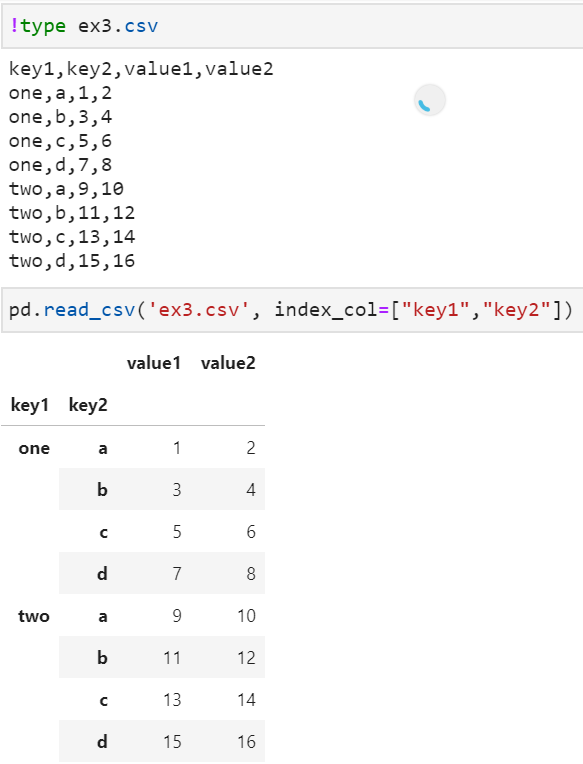 !type ex3.csv
key1,key2,value1,value2
one,a,1,2
one,b,3,4
one,c,5,6
one,d,7,8
two,a,9,10
two,b,11,12
two,c,13,14
two,d,15,16
pd.read_csv('ex3.csv', index_col=["key1","key2"])
value1 value2
key1 key2
one a 1 2
b 3 4
c 5 6
d 7 8
two a 9 10
b 11 12
c 13 14
d 15 16